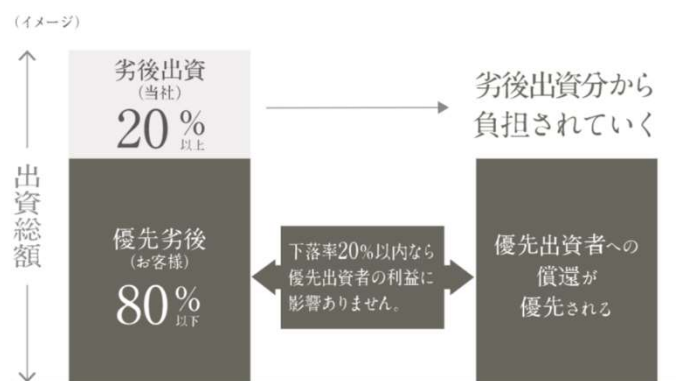 (イメージ)
出資総額
劣後出資
(当社)
20%
以上
優先劣後
(お客様)
80%
以下
下落率20%以内なら
優先出資者の利益に
影響ありません。
劣後出資分から
負担されていく
優先出資者への
償還が
優先される